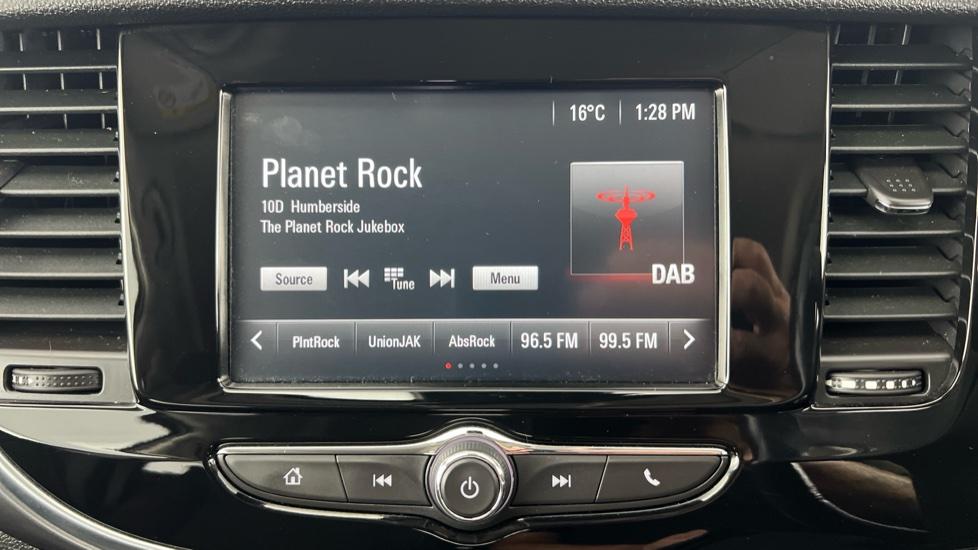 16°C 1:28 PM
Planet Rock
10D Humberside
The Planet Rock Jukebox
DAB
Source Tune Menu
PlntRock UnionJAK AbsRock 96.5 FM 99.5 FM